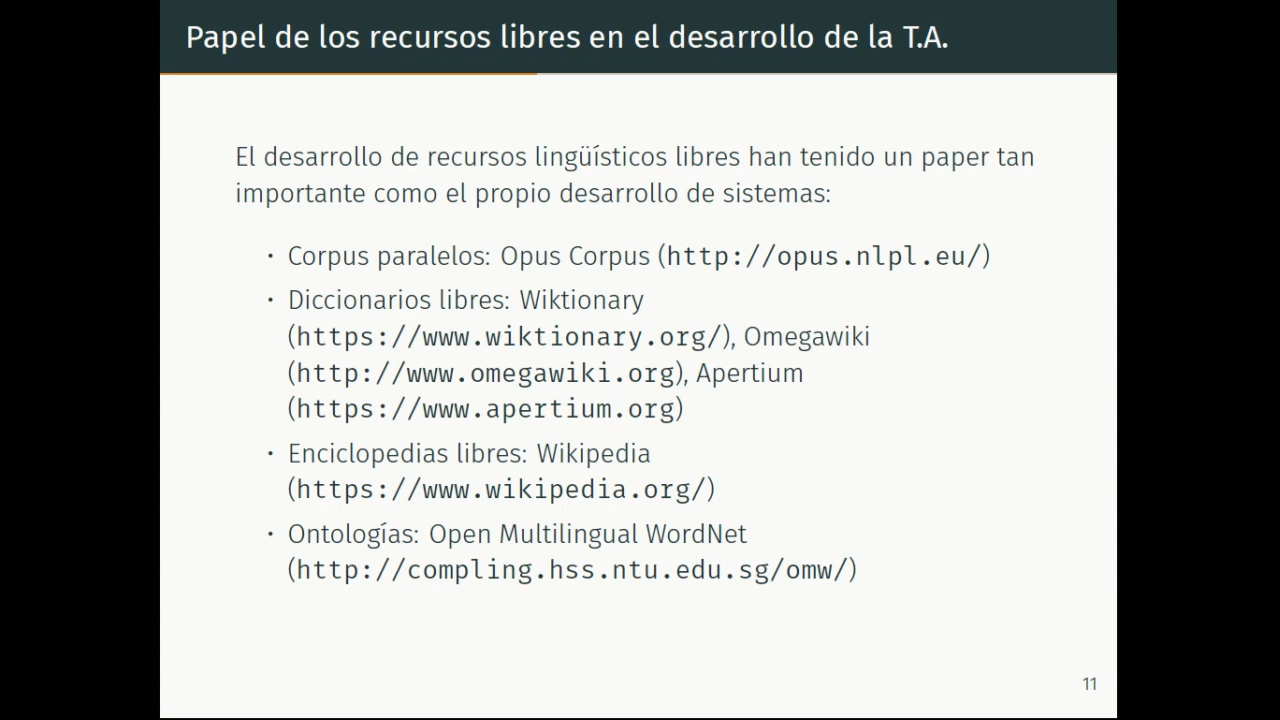 Papel de los recursos libres en el desarrollo de la T.A.
El desarrollo de recursos lingüísticos libres han tenido un paper tan
importante como el propio desarrollo de sistemas:
· Corpus paralelos: Opus Corpus (http://opus.nlpl.eu/)
· Diccionarios libres: Wiktionary
(https://www.wiktionary.org/), Omegawiki
(http://www.omegawiki.org), Apertium
(https://www.apertium.org)
· Enciclopedias libres: Wikipedia
(https://www.wikipedia.org/)
· Ontologías: Open Multilingual WordNet
(http://compling.hss.ntu.edu.sg/omw/)
11